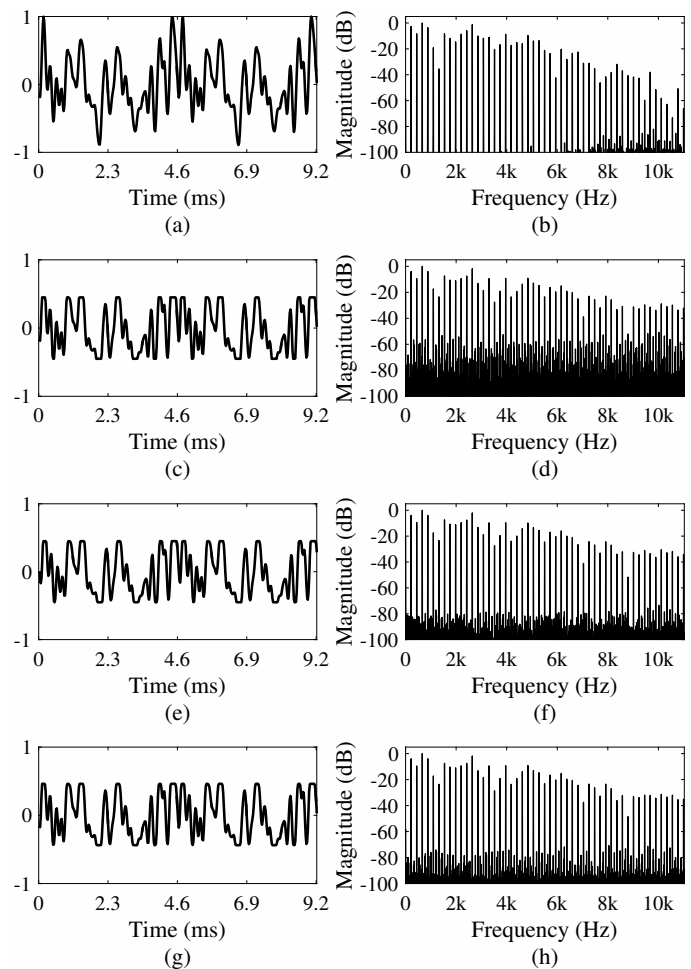 1
0
-1
0 2.3 4.6 6.9 9.2
Time (ms)
(a)
Magnitude (dB)
0
-20
-40
-60
-80
-100
0 2k 4k 6k 8k 10k
Frequency (Hz)
(b)
1
0
-1
0 2.3 4.6 6.9 9.2
Time (ms)
(c)
Magnitude (dB)
0
-20
-40
-60
-80
-100
0 2k 4k 6k 8k 10k
Frequency (Hz)
(d)
1
0
-1
0 2.3 4.6 6.9 9.2
Time (ms)
(e)
Magnitude (dB)
0
-20
-40
-60
-80
-100
0 2k 4k 6k 8k 10k
Frequency (Hz)
(f)
1
0
-1
0 2.3 4.6 6.9 9.2
Time (ms)
(g)
Magnitude (dB)
0
-20
-40
-60
-80
-100
0 2k 4k 6k 8k 10k
Frequency (Hz)
(h)